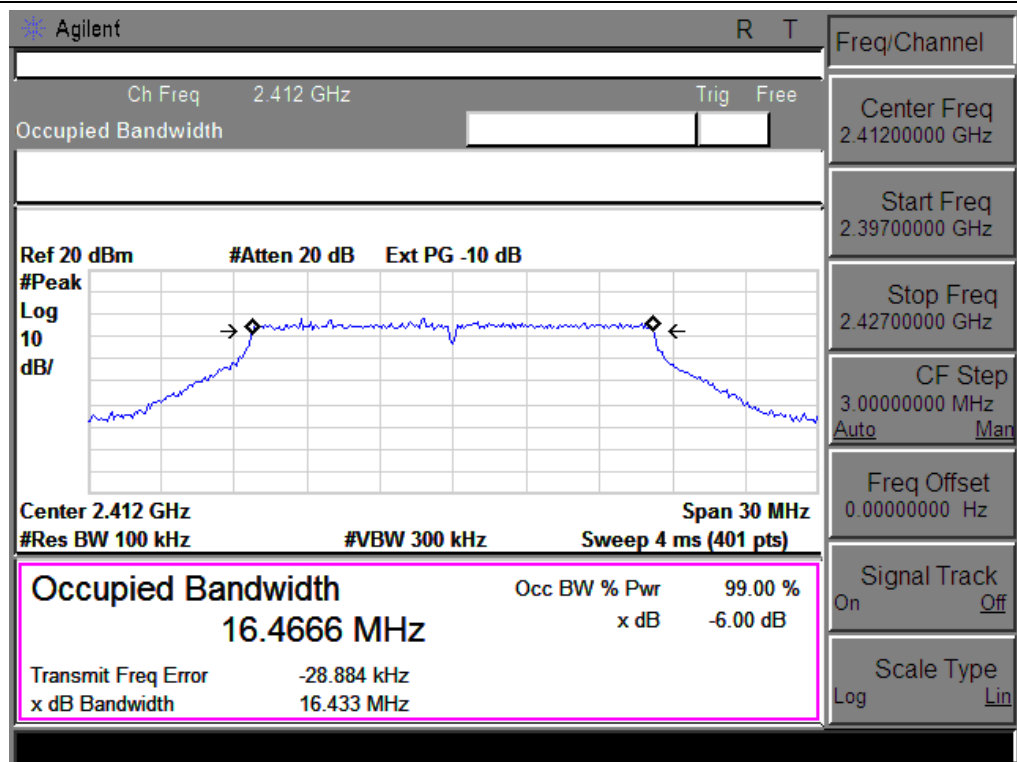 Agilent R T
Ch Freq 2.412 GHz Trig Free
Occupied Bandwidth
Ref 20 dBm #Atten 20 dB Ext PG -10 dB
#Peak
Log
10
dB/
Center 2.412 GHz Span 30 MHz
#Res BW 100 kHz #VBW 300 kHz Sweep 4 ms (401 pts)
Occupied Bandwidth
16.4666 MHz
Occ BW % Pwr 99.00 %
x dB -6.00 dB
Transmit Freq Error -28.884 kHz
x dB Bandwidth 16.433 MHz
Freq/Channel
Center Freq
2.41200000 GHz
Start Freq
2.39700000 GHz
Stop Freq
2.42700000 GHz
CF Step
3.00000000 MHz
Auto Man
Freq Offset
0.00000000 Hz
Signal Track
On Off
Scale Type
Log Lin